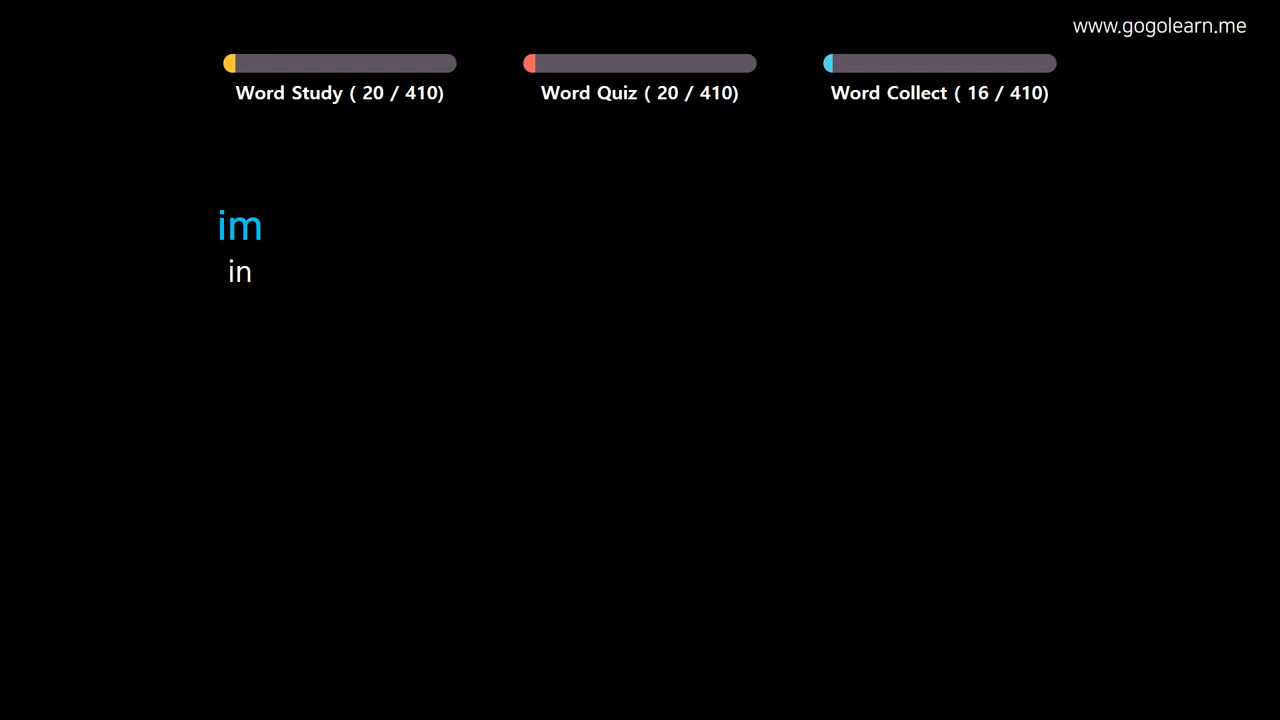 www.gogolearn.me
Word Study ( 20 / 410)
Word Quiz ( 20 / 410)
Word Collect ( 16 / 410)
im
in